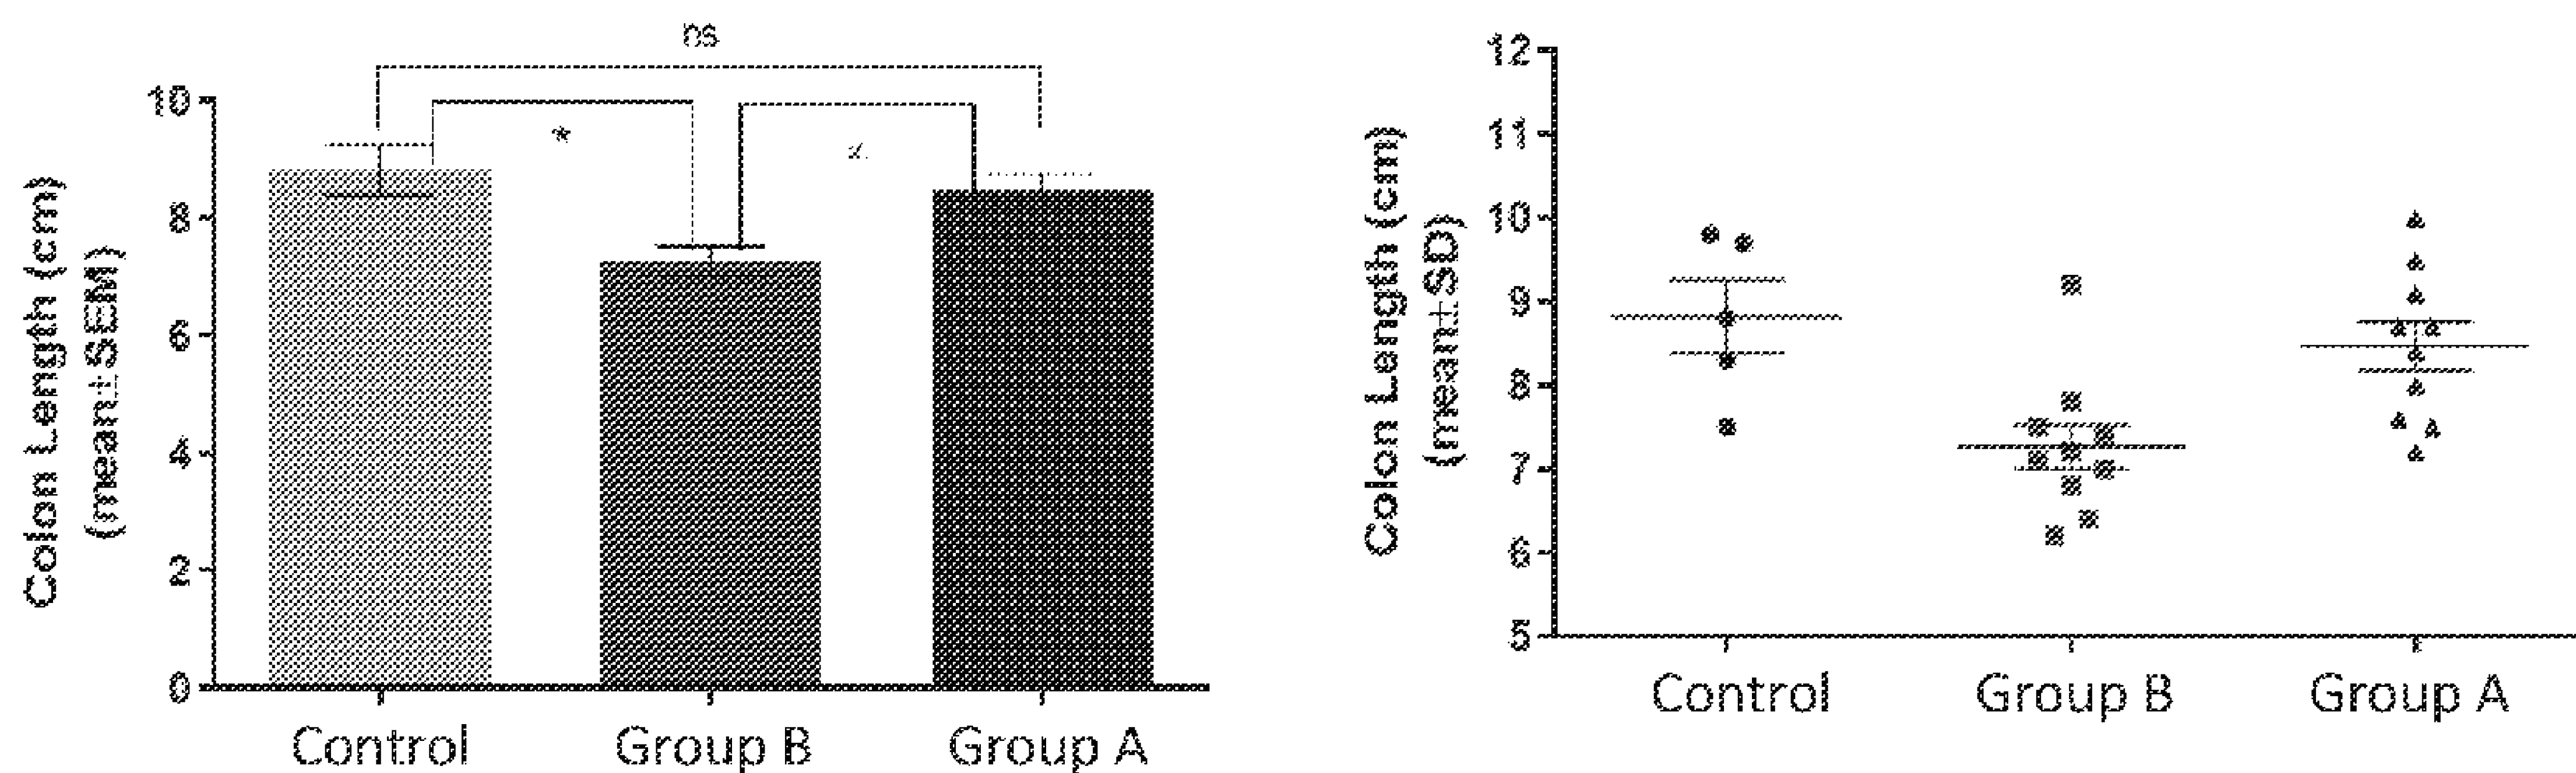 ns
*
*
Colon Length (cm)
(mean±SEM)
10
8
6
4
2
0
Control Group B Group A
Colon Length (cm)
(mean±SD)
12
11
10
9
8
7
6
5
Control Group B Group A